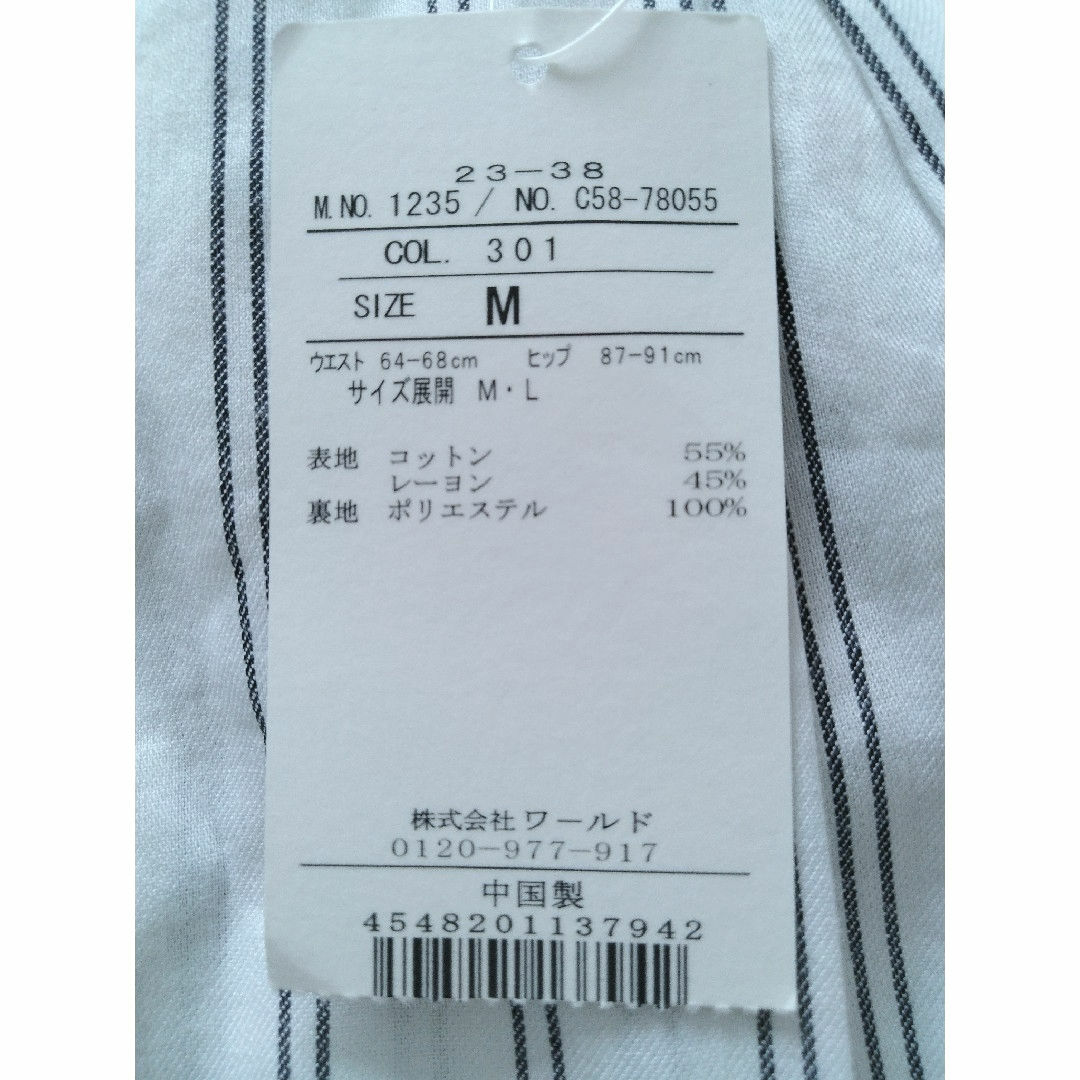 23-38
M.NO. 1235 / NO. C58-78055
COL. 301
SIZE M
ウエスト 64-68cm ヒップ 87-91cm
サイズ展開 M・L
表地 コットン 55%
レーヨン 45%
裏地 ポリエステル 100%
株式会社ワールド
0120-977-917
中国製
4548201137942